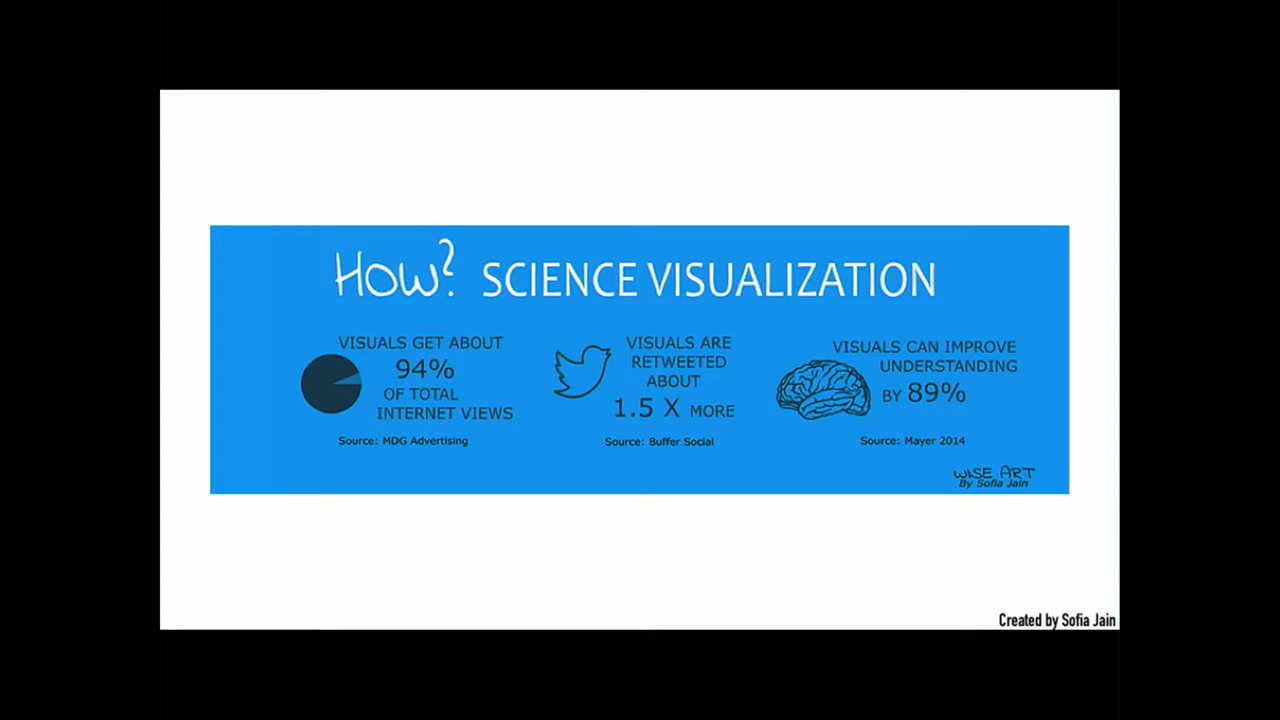 How? SCIENCE VISUALIZATION
VISUALS GET ABOUT
94%
OF TOTAL
INTERNET VIEWS
Source: MDG Advertising
VISUALS ARE
RETWEETED
ABOUT
1.5 X MORE
Source: Buffer Social
VISUALS CAN IMPROVE
UNDERSTANDING
BY 89%
Source: Mayer 2014
WISE ART
By Sofia Jain
Created by Sofia Jain